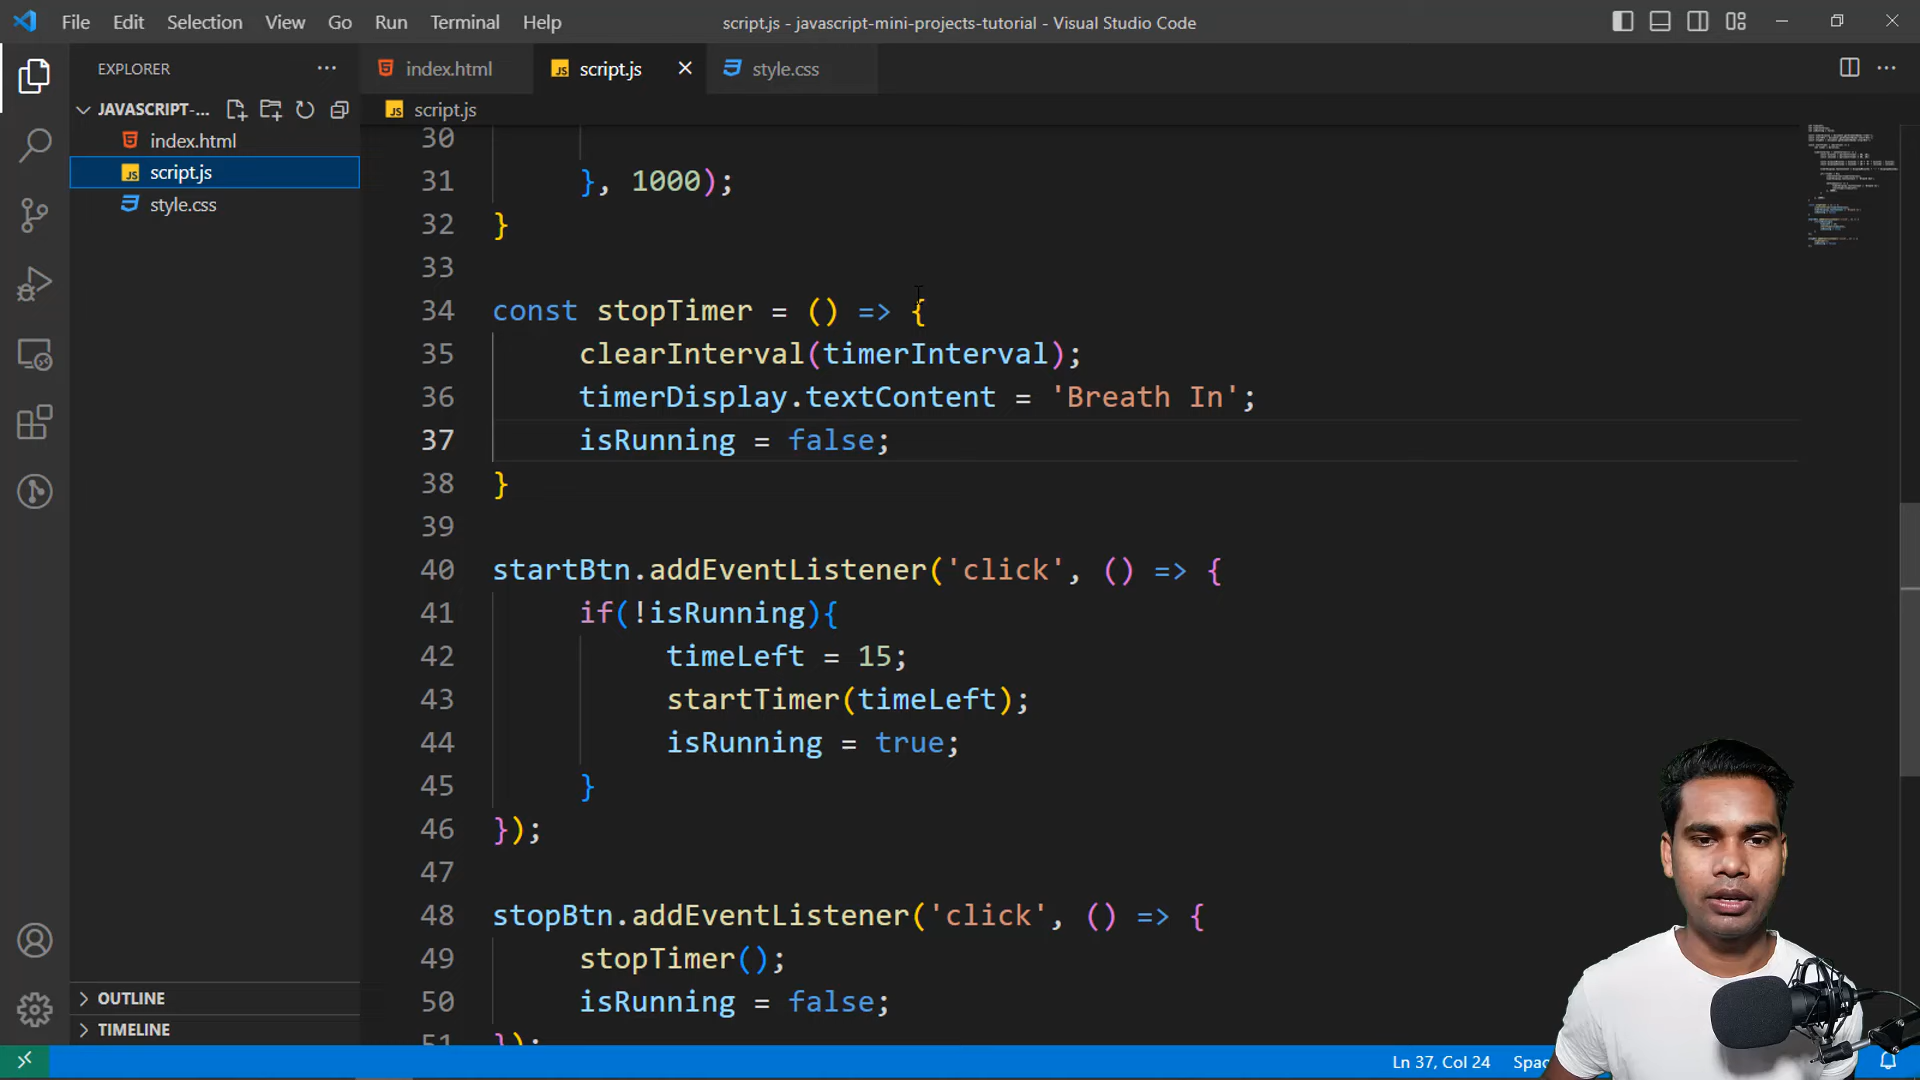 File Edit Selection View Go Run Terminal Help
script.js - javascript-mini-projects-tutorial - Visual Studio Code
EXPLORER
JAVASCRIPT-...
index.html
script.js
style.css
OUTLINE
TIMELINE
index.html
JS script.js
style.css
JS script.js
30
31 }, 1000);
32 }
33
34 const stopTimer = () => {
35 clearInterval(timerInterval);
36 timerDisplay.textContent = 'Breath In';
37 isRunning = false;
38 }
39
40 startBtn.addEventListener('click', () => {
41 if(!isRunning){
42 timeLeft = 15;
43 startTimer(timeLeft);
44 isRunning = true;
45 }
46 });
47
48 stopBtn.addEventListener('click', () => {
49 stopTimer();
50 isRunning = false;
51 });
Ln 37, Col 24